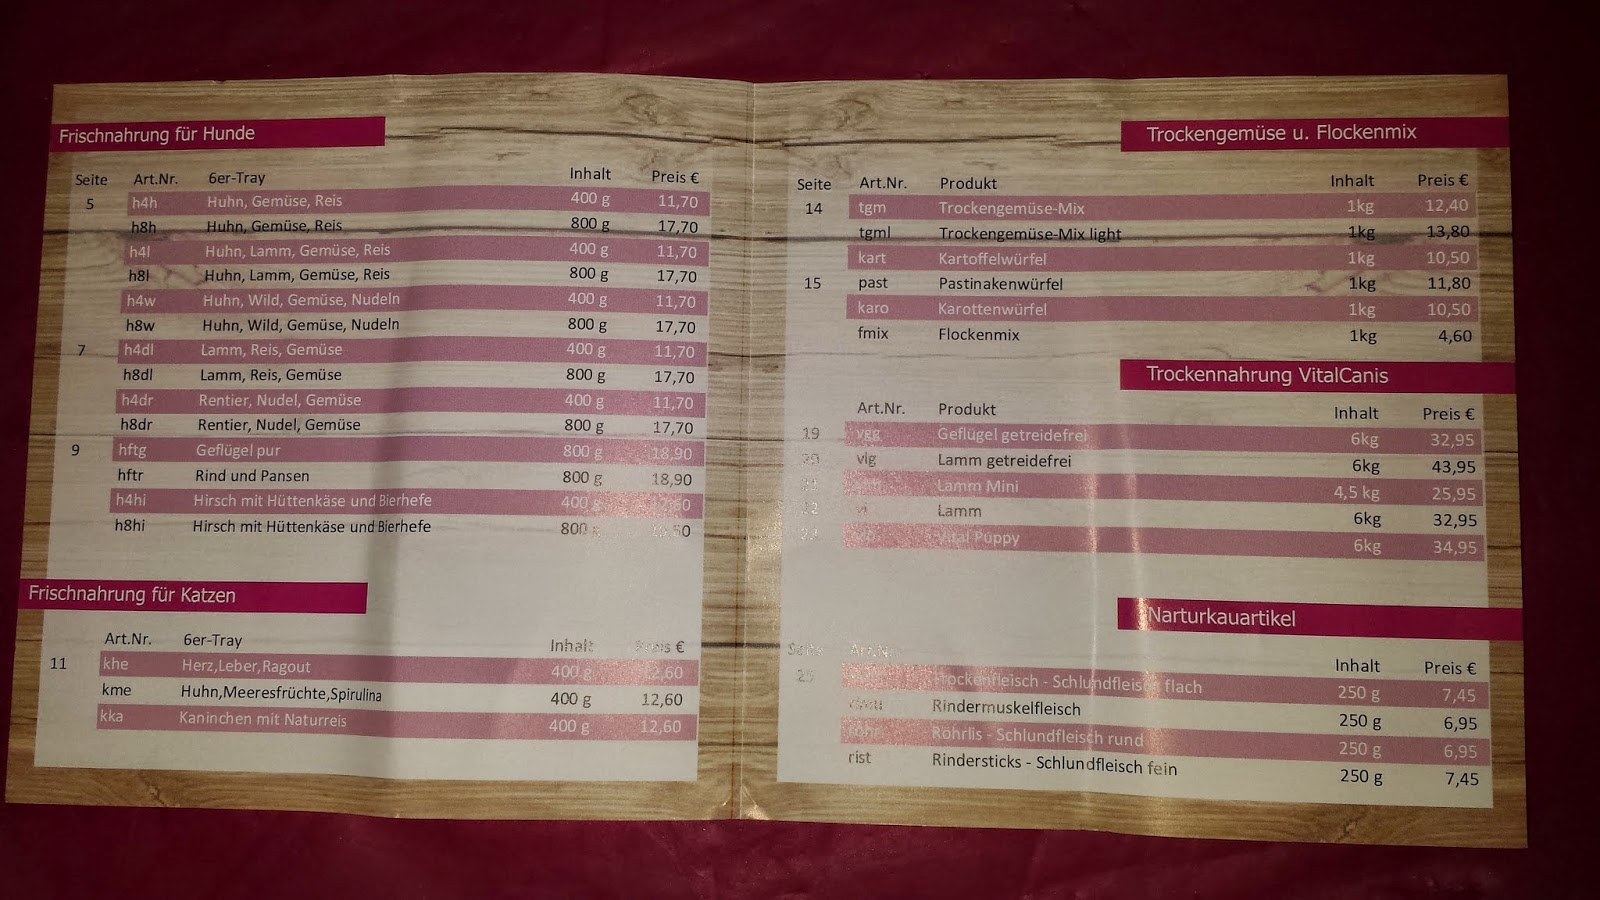 Frischnahrung für Hunde
Seite Art.Nr. 6er-Tray Inhalt Preis €
5 h4h Huhn, Gemüse, Reis 400 g 11,70
h8h Huhn, Gemüse, Reis 800 g 17,70
h4l Huhn, Lamm, Gemüse, Reis 400 g 11,70
h8l Huhn, Lamm, Gemüse, Reis 800 g 17,70
h4w Huhn, Wild, Gemüse, Nudeln 400 g 11,70
h8w Huhn, Wild, Gemüse, Nudeln 800 g 17,70
7 h4dl Lamm, Reis, Gemüse 400 g 11,70
h8dl Lamm, Reis, Gemüse 800 g 17,70
h4dr Rentier, Nudel, Gemüse 400 g 11,70
h8dr Rentier, Nudel, Gemüse 800 g 17,70
9 hftg Geflügel pur 800 g 18,90
hftr Rind und Pansen 800 g 18,90
h4hi Hirsch mit Hüttenkäse und Bierhefe 400
h8hi Hirsch mit Hüttenkäse und Bierhefe 800 g
Frischnahrung für Katzen
Art.Nr. 6er-Tray Inhalt Preis €
11 khe Herz,Leber,Ragout 400 g 12,60
kme Huhn,Meeresfrüchte,Spirulina 400 g 12,60
kka Kaninchen mit Naturreis 400 g 12,60
Trockengemüse u. Flockenmix
Seite Art.Nr. Produkt Inhalt Preis €
14 tgm Trockengemüse-Mix 1kg 12,40
tgml Trockengemüse-Mix light 1kg 13,80
kart Kartoffelwürfel 1kg 10,50
15 past Pastinakenwürfel 1kg 11,80
karo Karottenwürfel 1kg 10,50
fmix Flockenmix 1kg 4,60
Trockennahrung VitalCanis
Art.Nr. Produkt Inhalt Preis €
19 vgg Geflügel getreidefrei 6kg 32,95
20 vlg Lamm getreidefrei 6kg 43,95
Lamm Mini 4,5 kg 25,95
Lamm 6kg 32,95
Vital Puppy 6kg 34,95
Narturkauartikel
Seite Art.Nr. Inhalt Preis €
25 Trockenfleisch - Schlundfleisch flach 250 g 7,45
Rindermuskelfleisch 250 g 6,95
Röhrlis - Schlundfleisch rund 250 g 6,95
rist Rindersticks - Schlundfleisch fein 250 g 7,45